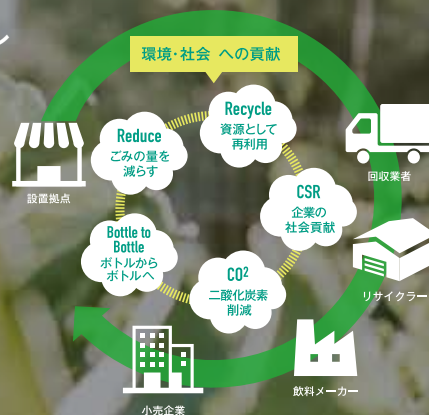 環境・社会 への貢献
Recycle
資源として
再利用
Reduce
ごみの量を
減らす
CSR
企業の
社会貢献
Bottle to
Bottle
ボトルから
ボトルへ
CO²
二酸化炭素
削減
設置拠点
回収業者
リサイクラー
飲料メーカー
小売企業